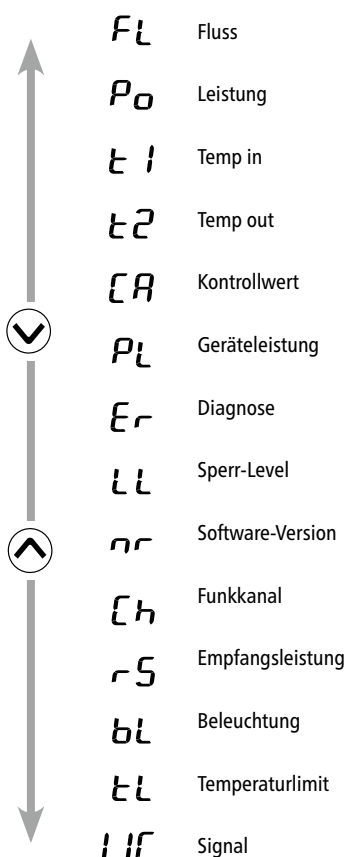 FL Fluss
Po Leistung
t1 Temp in
t2 Temp out
CA Kontrollwert
PL Geräteleistung
Er Diagnose
LL Sperr-Level
nr Software-Version
Ch Funkkanal
rS Empfangsleistung
bL Beleuchtung
tL Temperaturlimit
Signal